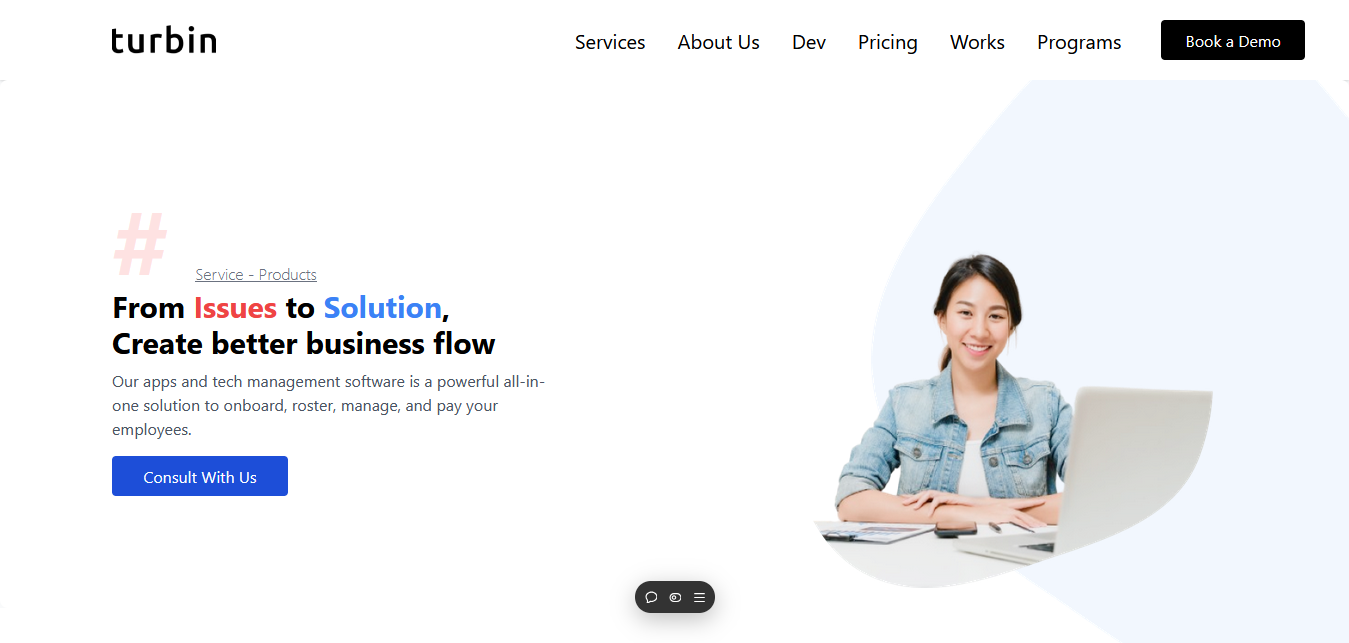 turbin
Services
About Us
Dev
Pricing
Works
Programs
Book a Demo
#
Service - Products
From Issues to Solution,
Create better business flow
Our apps and tech management software is a powerful all-in-
one solution to onboard, roster, manage, and pay your
employees.
Consult With Us